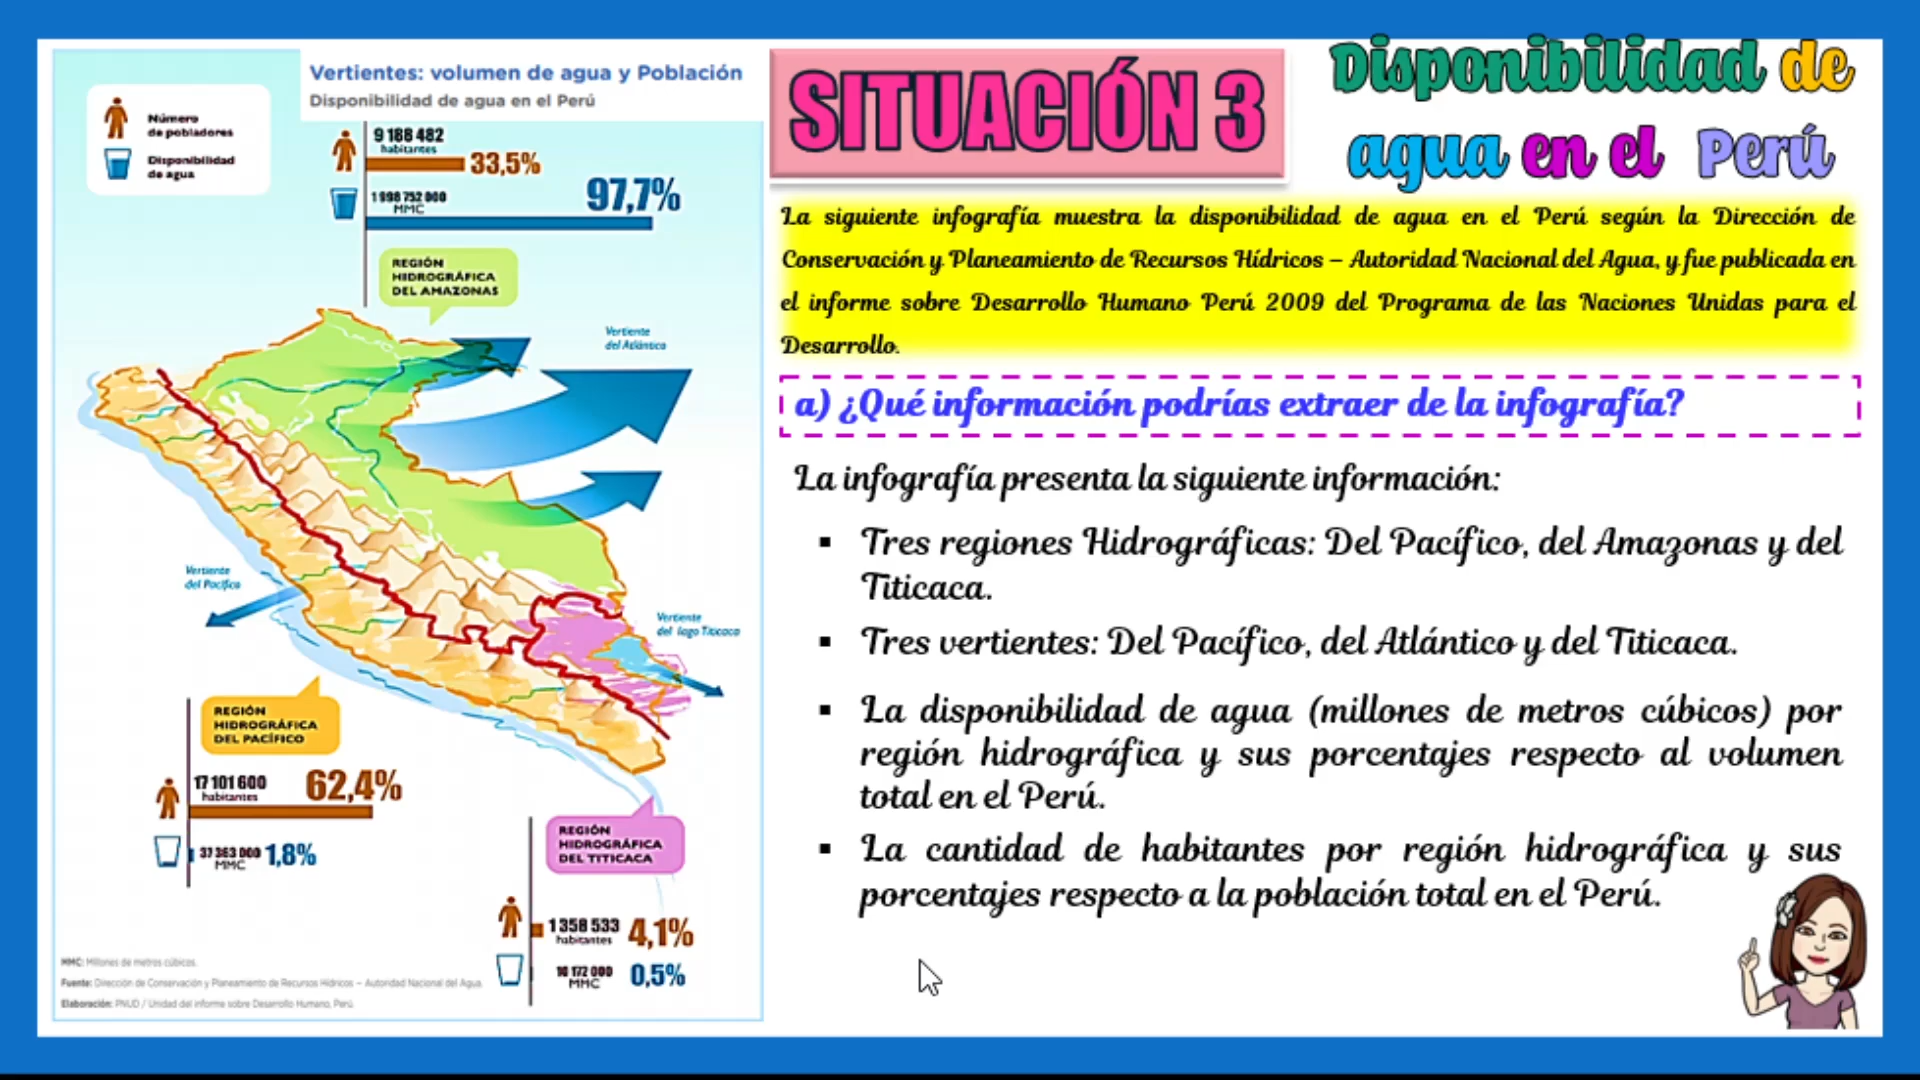 Vertientes: volumen de agua y Población
Disponibilidad de agua en el Perú
Número
de pobladores
Disponibilidad
de agua
9 188 482
habitantes
33,5%
1 998 752 000
MMC
97,7%
REGIÓN
HIDROGRÁFICA
DEL AMAZONAS
Vertiente
del Atlántico
Vertiente
del Pacífico
Vertiente
del lago Titicaca
REGIÓN
HIDROGRÁFICA
DEL PACÍFICO
17 101 600
habitantes
62,4%
37 363 000
MMC
1,8%
REGIÓN
HIDROGRÁFICA
DEL TITICACA
1 358 533
habitantes
4,1%
10 172 000
MMC
0,5%
MMC: Millones de metros cúbicos.
Fuente: Dirección de Conservación y Planeamiento de Recursos Hídricos – Autoridad Nacional del Agua.
Elaboración: PNUD / Unidad del informe sobre Desarrollo Humano, Perú.
SITUACIÓN 3
Disponibilidad de
agua en el Perú
La siguiente infografía muestra la disponibilidad de agua en el Perú según la Dirección de
Conservación y Planeamiento de Recursos Hídricos – Autoridad Nacional del Agua, y fue publicada en
el informe sobre Desarrollo Humano Perú 2009 del Programa de las Naciones Unidas para el
Desarrollo.
a) ¿Qué información podrías extraer de la infografía?
La infografía presenta la siguiente información:
▪ Tres regiones Hidrográficas: Del Pacífico, del Amazonas y del
Titicaca.
▪ Tres vertientes: Del Pacífico, del Atlántico y del Titicaca.
▪ La disponibilidad de agua (millones de metros cúbicos) por
región hidrográfica y sus porcentajes respecto al volumen
total en el Perú.
▪ La cantidad de habitantes por región hidrográfica y sus
porcentajes respecto a la población total en el Perú.